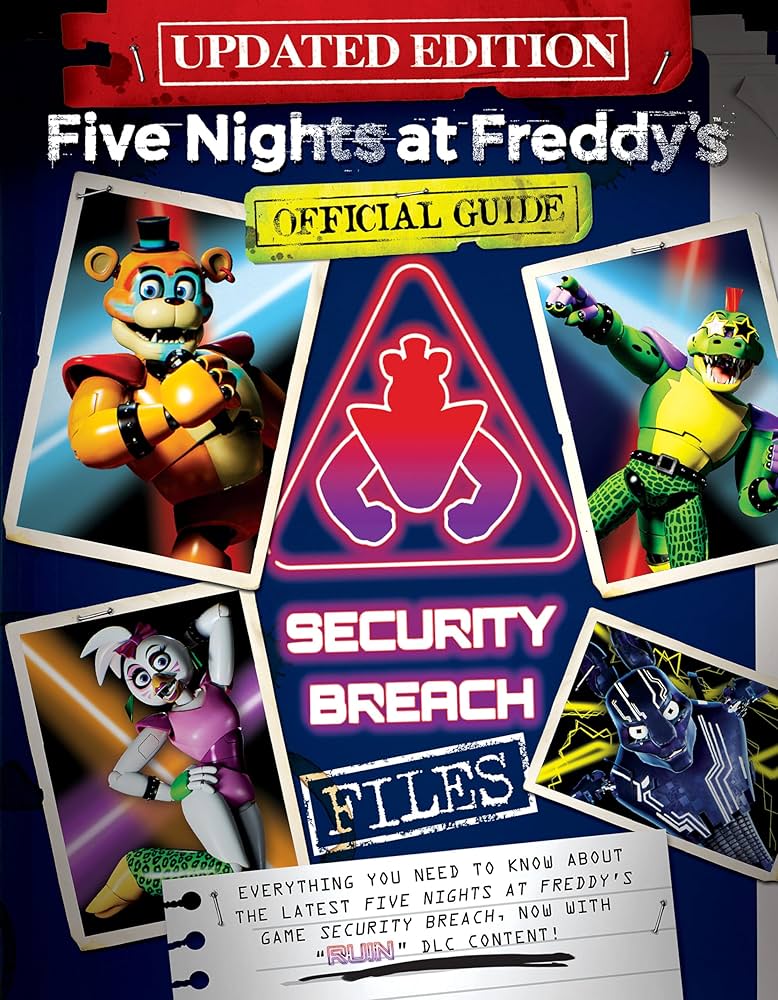 UPDATED EDITION
Five Nights at Freddy's™
OFFICIAL GUIDE
SECURITY
BREACH
FILES
EVERYTHING YOU NEED TO KNOW ABOUT
THE LATEST FIVE NIGHTS AT FREDDY'S
GAME SECURITY BREACH, NOW WITH
"RUIN" DLC CONTENT!